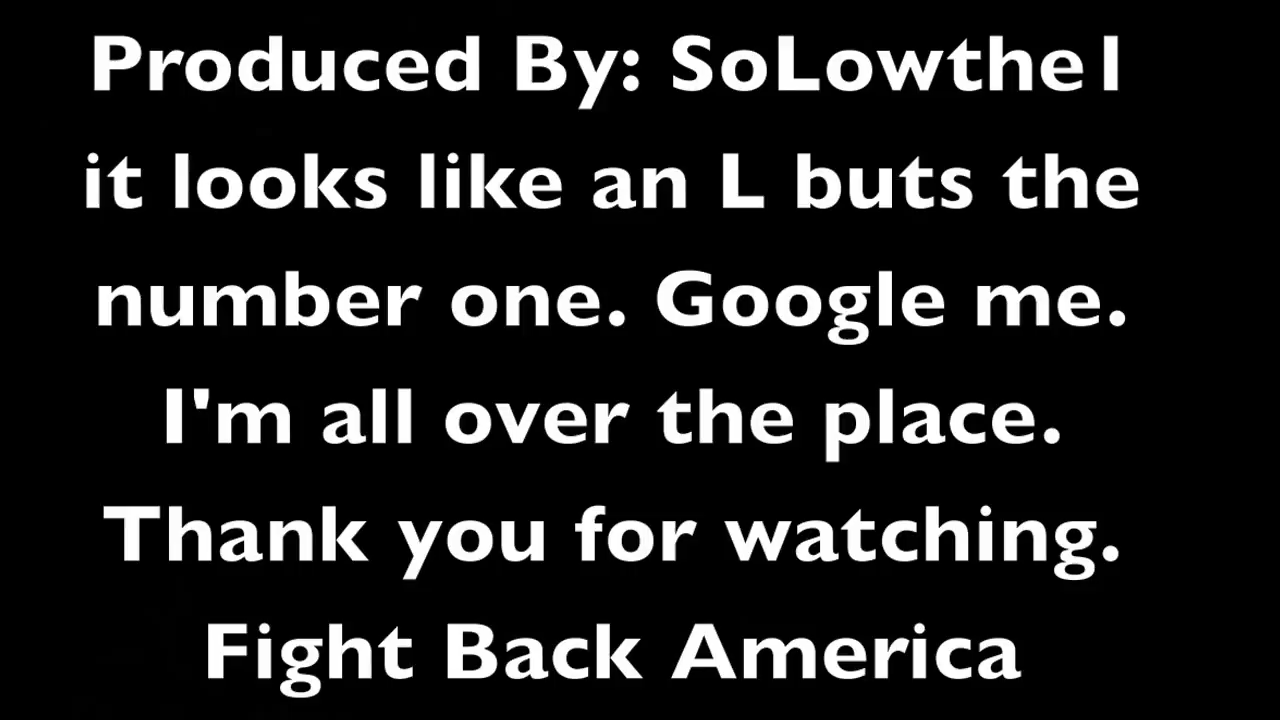 Produced By: SoLowthe1
it looks like an L buts the
number one. Google me.
I'm all over the place.
Thank you for watching.
Fight Back America